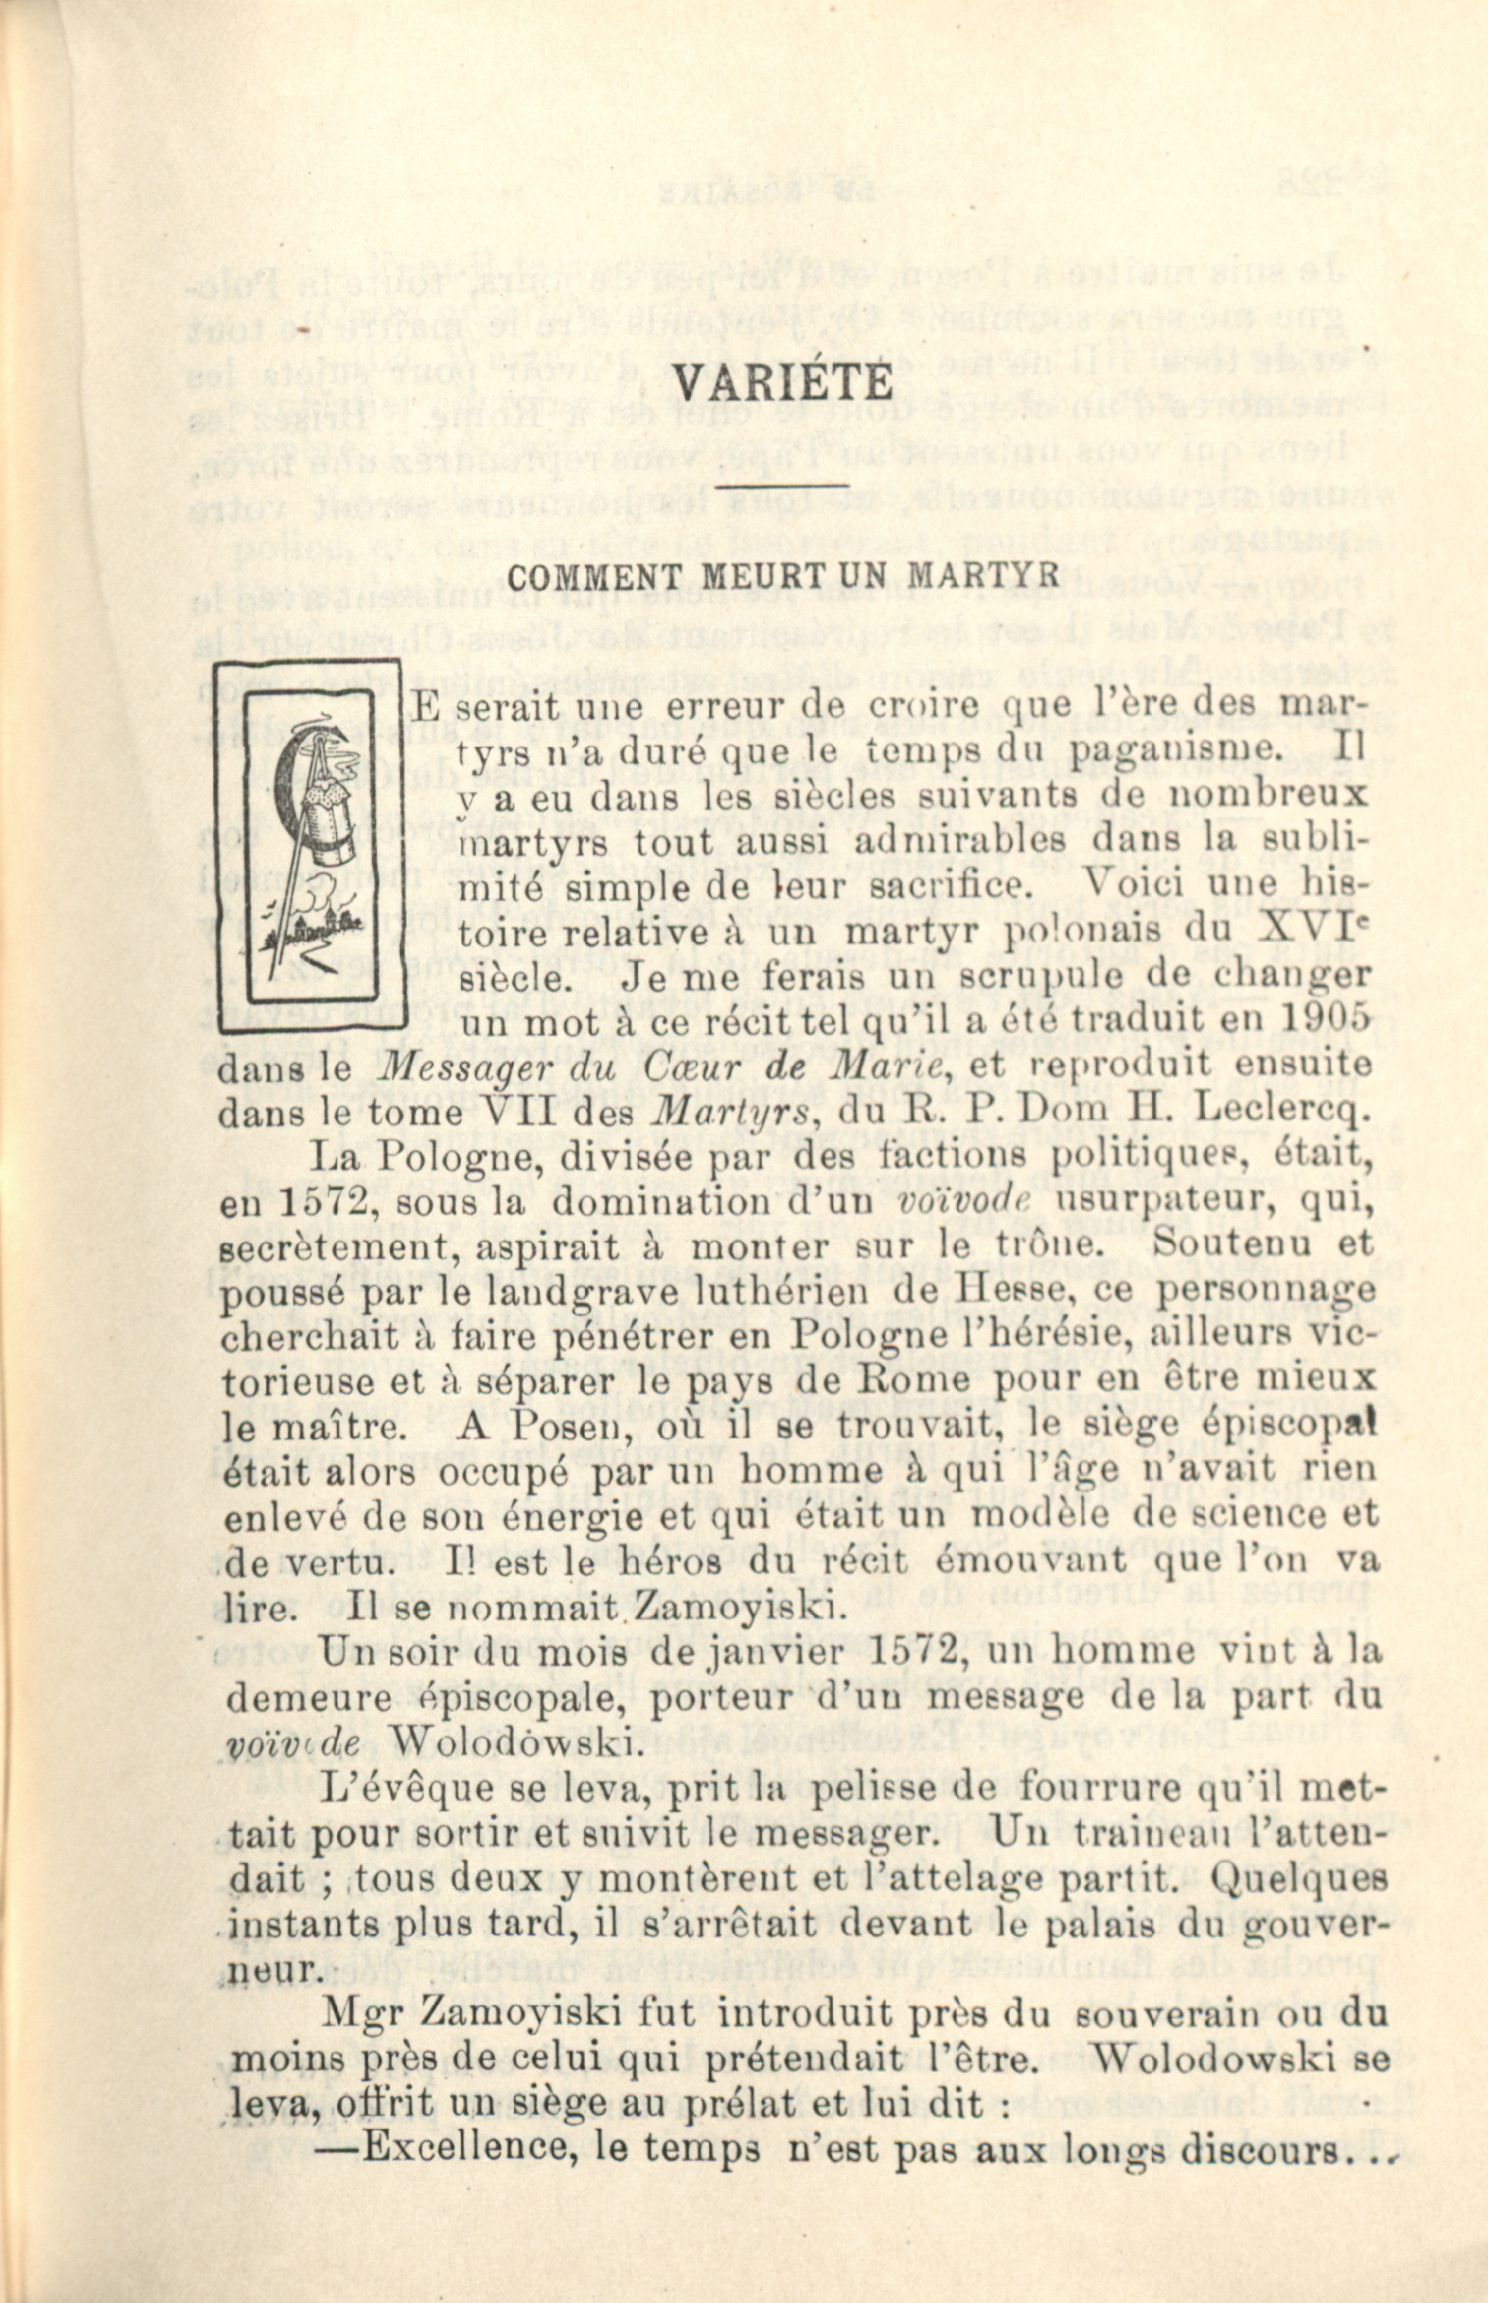 VARIÉTÉ
COMMENT MEURT UN MARTYR
CE serait une erreur de croire que l'ère des mar-
tyrs n'a duré que le temps du paganisme. Il
y a eu dans les siècles suivants de nombreux
martyrs tout aussi admirables dans la subli-
mité simple de leur sacrifice. Voici une his-
toire relative à un martyr polonais du XVIe
siècle. Je me ferais un scrupule de changer
un mot à ce récit tel qu'il a été traduit en 1905
dans le Messager du Cœur de Marie, et reproduit ensuite
dans le tome VII des Martyrs, du R. P. Dom H. Leclercq.
La Pologne, divisée par des factions politiques, était,
en 1572, sous la domination d'un voïvode usurpateur, qui,
secrètement, aspirait à monter sur le trône. Soutenu et
poussé par le landgrave luthérien de Hesse, ce personnage
cherchait à faire pénétrer en Pologne l'hérésie, ailleurs vic-
torieuse et à séparer le pays de Rome pour en être mieux
le maître. A Posen, où il se trouvait, le siège épiscopal
était alors occupé par un homme à qui l'âge n'avait rien
enlevé de son énergie et qui était un modèle de science et
de vertu. Il est le héros du récit émouvant que l'on va
lire. Il se nommait Zamoyiski.
Un soir du mois de janvier 1572, un homme vint à la
demeure épiscopale, porteur d'un message de la part du
voïvode Wolodowski.
L'évêque se leva, prit la pelisse de fourrure qu'il met-
tait pour sortir et suivit le messager. Un traineau l'atten-
dait ; tous deux y montèrent et l'attelage partit. Quelques
instants plus tard, il s'arrêtait devant le palais du gouver-
neur.
Mgr Zamoyiski fut introduit près du souverain ou du
moins près de celui qui prétendait l'être. Wolodowski se
leva, offrit un siège au prélat et lui dit :
—Excellence, le temps n'est pas aux longs discours...